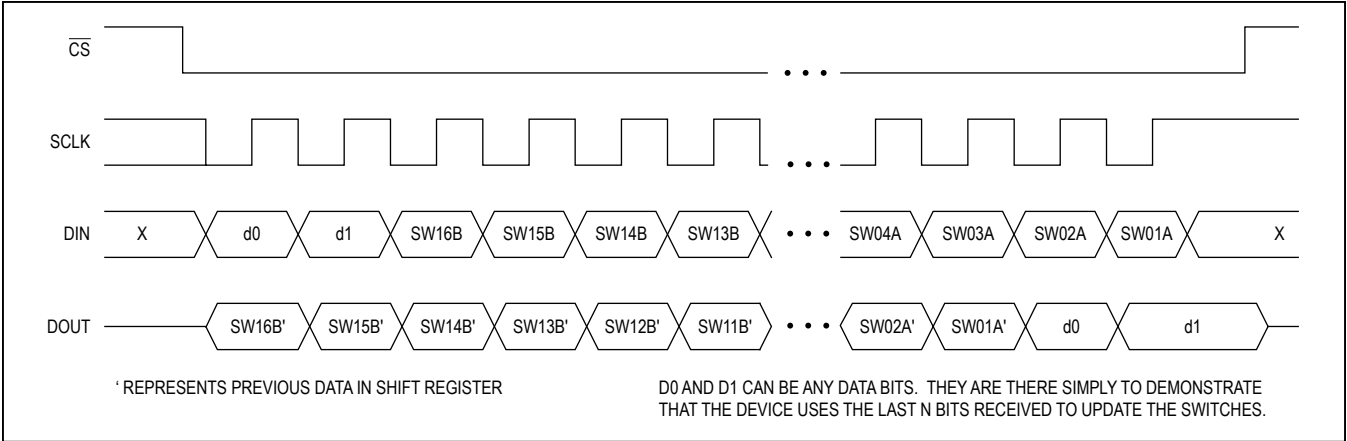 CS
SCLK
DIN X d0 d1 SW16B SW15B SW14B SW13B • • • SW04A SW03A SW02A SW01A X
DOUT SW16B' SW15B' SW14B' SW13B' SW12B' SW11B' • • • SW02A' SW01A' d0 d1
‘ REPRESENTS PREVIOUS DATA IN SHIFT REGISTER
D0 AND D1 CAN BE ANY DATA BITS. THEY ARE THERE SIMPLY TO DEMONSTRATE
THAT THE DEVICE USES THE LAST N BITS RECEIVED TO UPDATE THE SWITCHES.